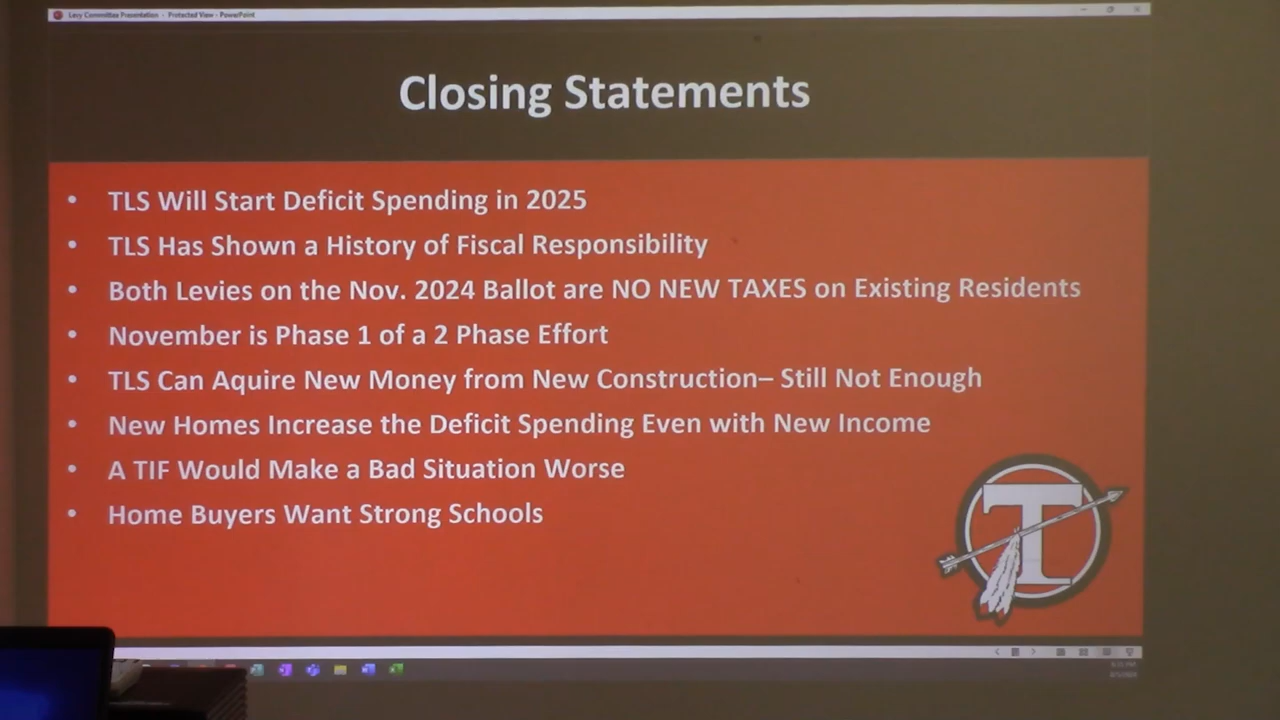 Levy Committee Presentation - Protected View - PowerPoint
Closing Statements
• TLS Will Start Deficit Spending in 2025
• TLS Has Shown a History of Fiscal Responsibility
• Both Levies on the Nov. 2024 Ballot are NO NEW TAXES on Existing Residents
• November is Phase 1 of a 2 Phase Effort
• TLS Can Aquire New Money from New Construction– Still Not Enough
• New Homes Increase the Deficit Spending Even with New Income
• A TIF Would Make a Bad Situation Worse
• Home Buyers Want Strong Schools
T